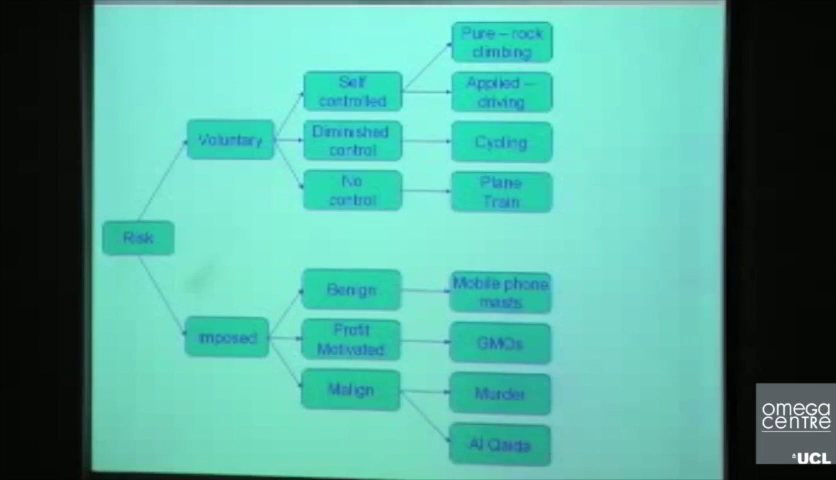 Pure – rock
climbing
Self
controlled
Applied –
driving
Voluntary
Diminished
control
Cycling
No
control
Plane
Train
Risk
Imposed
Benign
Mobile phone
masts
Profit
Motivated
GMOs
Malign
Murder
Al Qaida
omega
centre
UCL